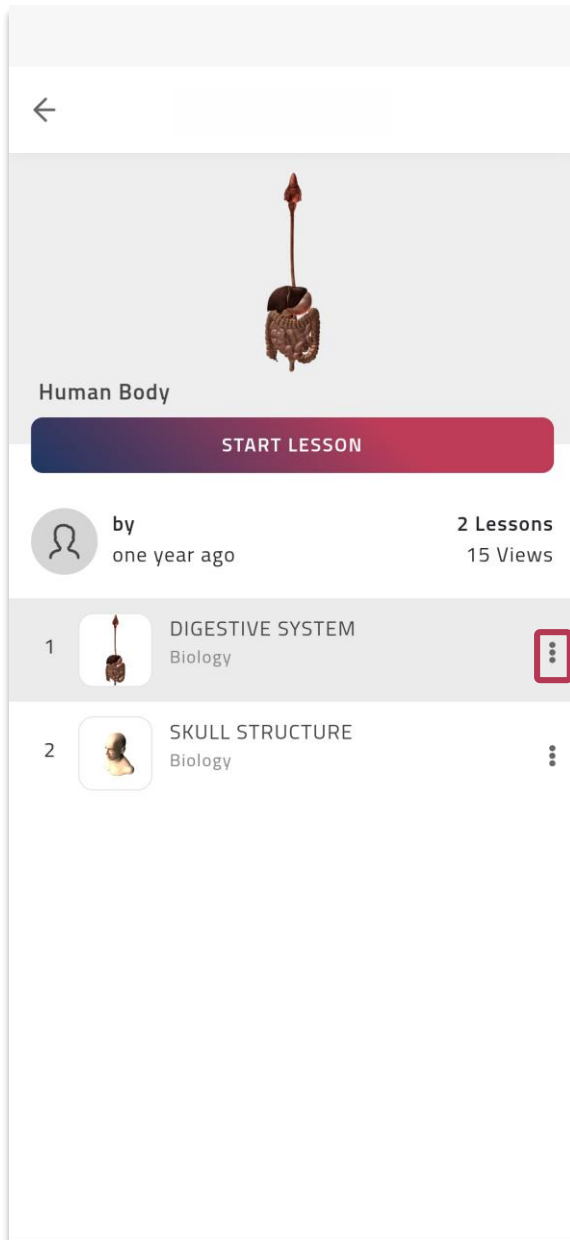 Human Body
START LESSON
by
2 Lessons
one year ago
15 Views
1
DIGESTIVE SYSTEM
Biology
2
SKULL STRUCTURE
Biology